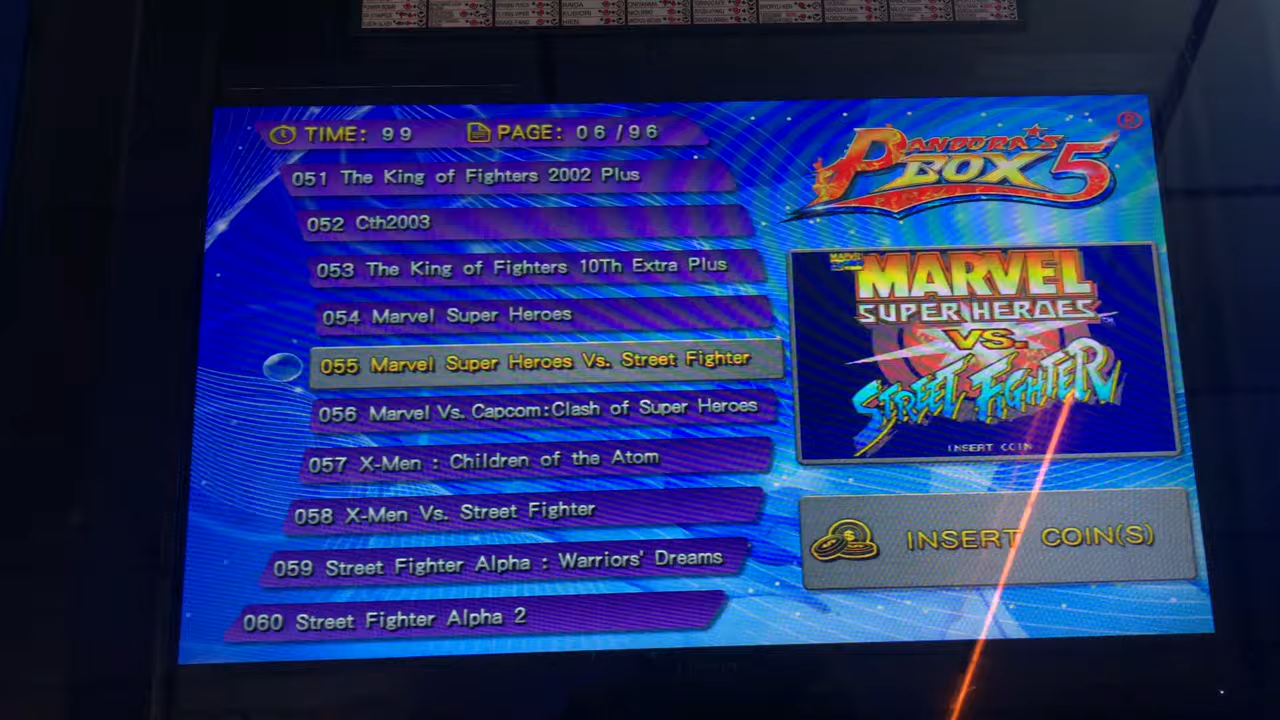 TIME: 99
PAGE: 06/96
051 The King of Fighters 2002 Plus
052 Cth2003
053 The King of Fighters 10Th Extra Plus
054 Marvel Super Heroes
055 Marvel Super Heroes Vs. Street Fighter
056 Marvel Vs. Capcom:Clash of Super Heroes
057 X-Men : Children of the Atom
058 X-Men Vs. Street Fighter
059 Street Fighter Alpha : Warriors' Dreams
060 Street Fighter Alpha 2
PANDORA'S
BOX 5
®
MARVEL
SUPER HEROES
VS.
STREET FIGHTER
INSERT COIN
INSERT COIN(S)